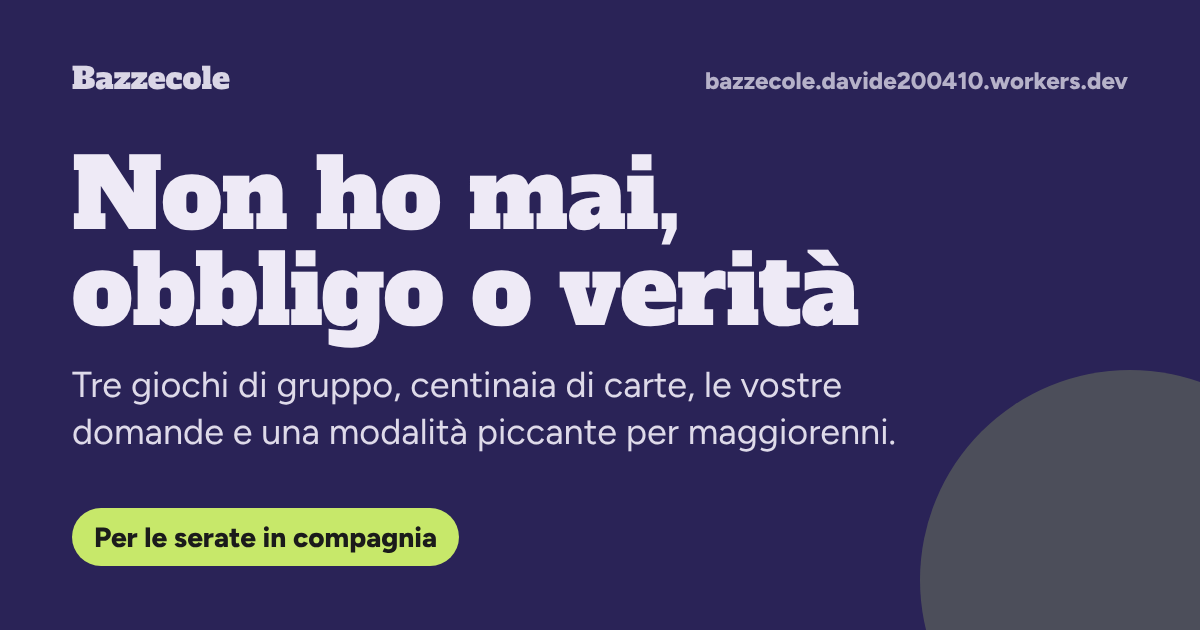 Bazzecole
bazzecole.davide200410.workers.dev
Non ho mai,
obbligo o verità
Tre giochi di gruppo, centinaia di carte, le vostre
domande e una modalità piccante per maggiorenni.
Per le serate in compagnia